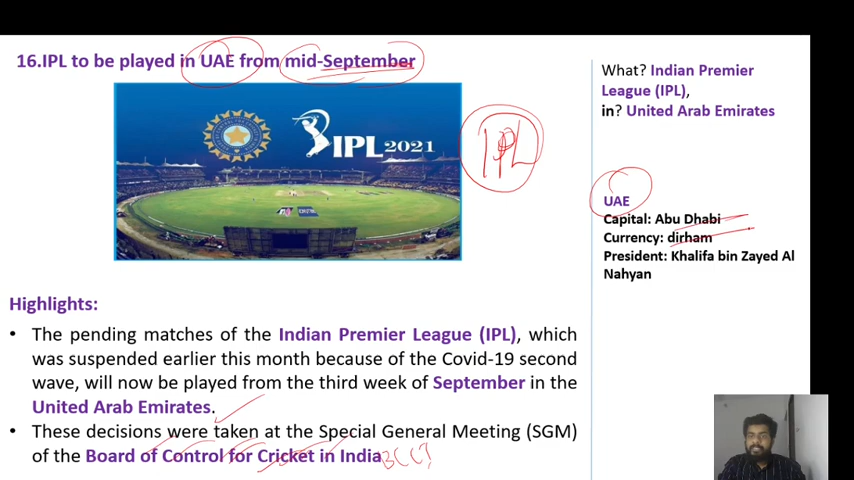 16.IPL to be played in UAE from mid-September
IPL 2021
IPL
Highlights:
• The pending matches of the Indian Premier League (IPL), which
was suspended earlier this month because of the Covid-19 second
wave, will now be played from the third week of September in the
United Arab Emirates.
• These decisions were taken at the Special General Meeting (SGM)
of the Board of Control for Cricket in India BCCI
What? Indian Premier
League (IPL),
in? United Arab Emirates
UAE
Capital: Abu Dhabi
Currency: dirham
President: Khalifa bin Zayed Al
Nahyan